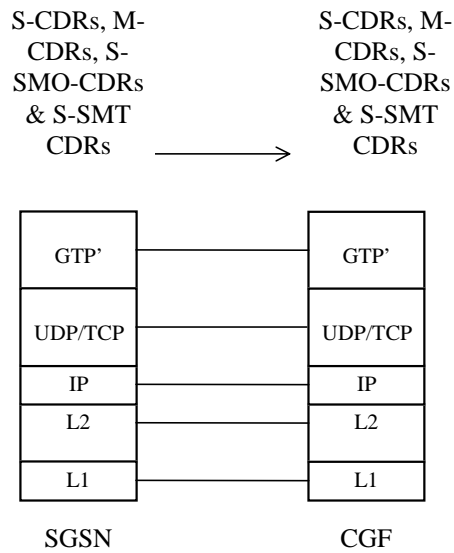 S-CDRs, M-
CDRs, S-
SMO-CDRs
& S-SMT
CDRs
S-CDRs, M-
CDRs, S-
SMO-CDRs
& S-SMT
CDRs
GTP’
GTP’
UDP/TCP
UDP/TCP
IP
IP
L2
L2
L1
L1
SGSN
CGF